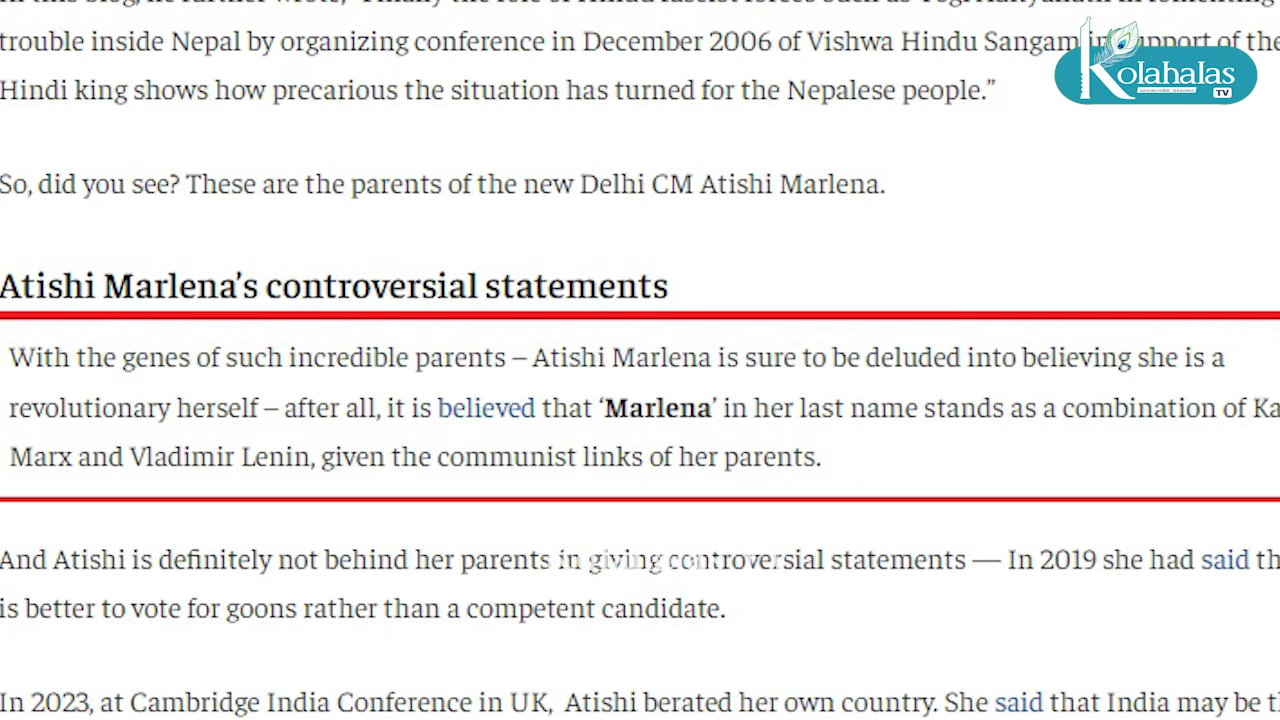 trouble inside Nepal by organizing conference in December 2006 of Vishwa Hindu Sangam in support of the
Hindi king shows how precarious the situation has turned for the Nepalese people.”
So, did you see? These are the parents of the new Delhi CM Atishi Marlena.
Atishi Marlena’s controversial statements
With the genes of such incredible parents – Atishi Marlena is sure to be deluded into believing she is a
revolutionary herself – after all, it is believed that ‘Marlena’ in her last name stands as a combination of Ka
Marx and Vladimir Lenin, given the communist links of her parents.
And Atishi is definitely not behind her parents in giving controversial statements — In 2019 she had said th
is better to vote for goons rather than a competent candidate.
In 2023, at Cambridge India Conference in UK, Atishi berated her own country. She said that India may be th
Kolahalas
TV